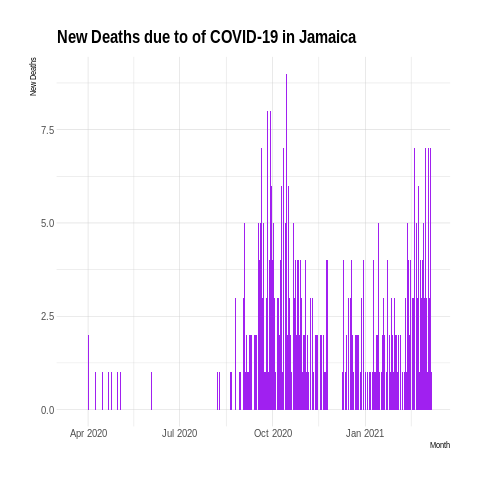 New Deaths due to of COVID-19 in Jamaica
New Deaths
7.5
5.0
2.5
0.0
Apr 2020 Jul 2020 Oct 2020 Jan 2021
Month